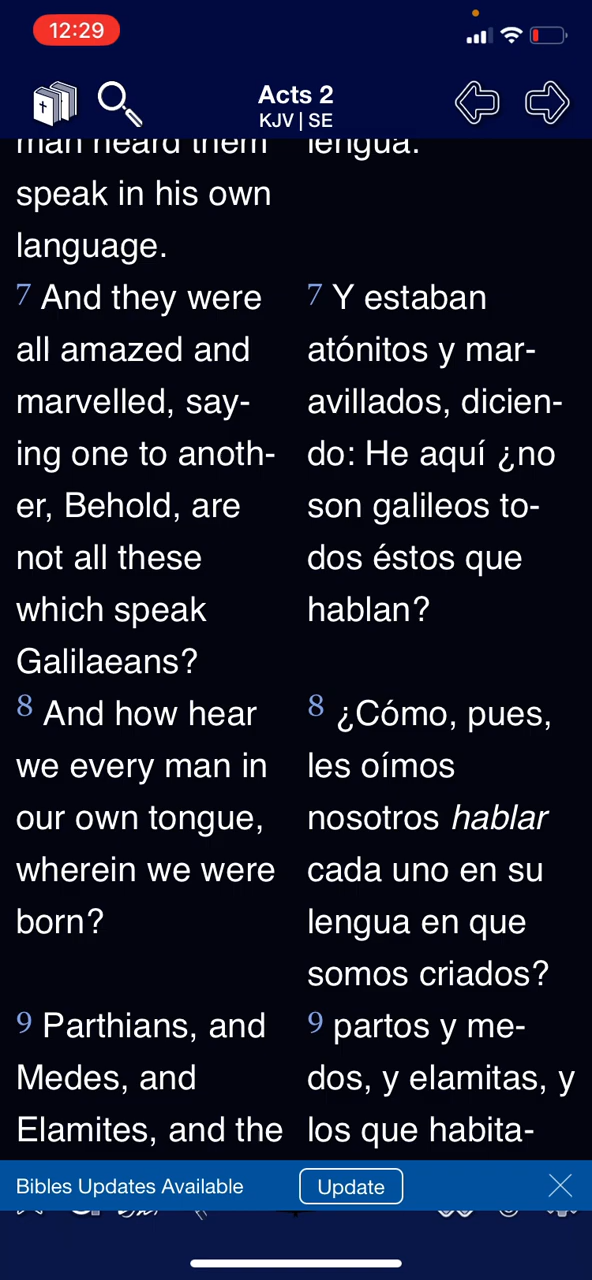 12:29
Acts 2
KJV | SE
man heard them
speak in his own
language.
7 And they were
all amazed and
marvelled, say-
ing one to anoth-
er, Behold, are
not all these
which speak
Galilaeans?
8 And how hear
we every man in
our own tongue,
wherein we were
born?
9 Parthians, and
Medes, and
Elamites, and the
lengua.
7 Y estaban
atónitos y mar-
avillados, dicien-
do: He aquí ¿no
son galileos to-
dos éstos que
hablan?
8 ¿Cómo, pues,
les oímos
nosotros hablar
cada uno en su
lengua en que
somos criados?
9 partos y me-
dos, y elamitas, y
los que habita-
Bibles Updates Available
Update